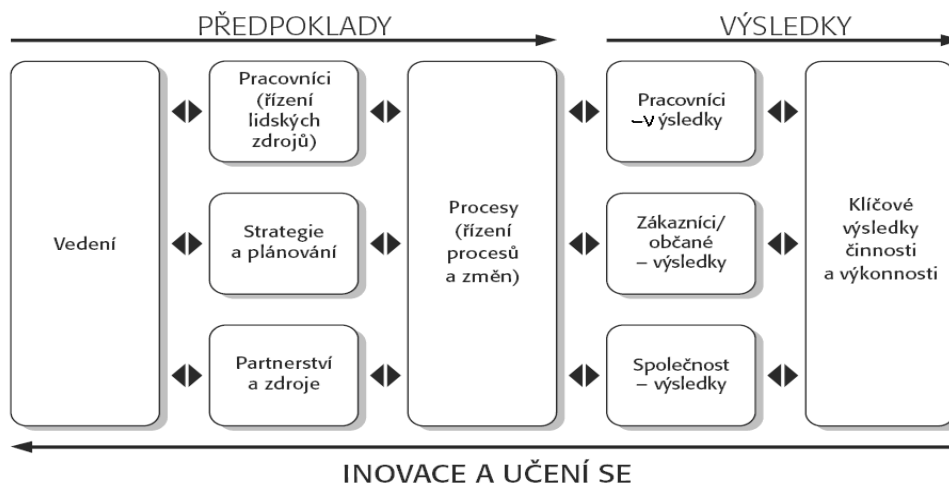 PŘEDPOKLADY
VÝSLEDKY
Vedení
Pracovníci
(řízení
lidských
zdrojů)
Strategie
a plánování
Partnerství
a zdroje
Procesy
(řízení
procesů
a změn)
Pracovníci
–v ýsledky
Zákazníci/
občané
– výsledky
Společnost
– výsledky
Klíčové
výsledky
činnosti
a výkonnosti
INOVACE A UČENÍ SE